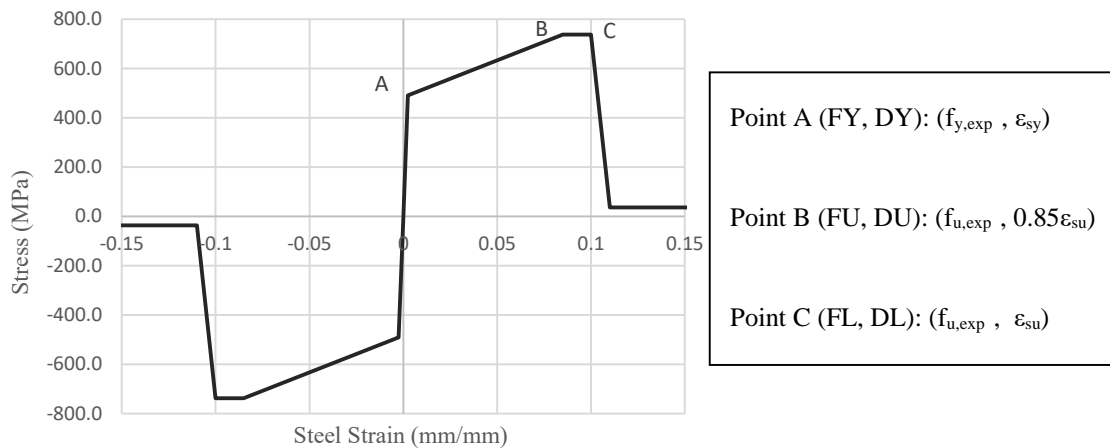 800.0
600.0
400.0
200.0
0.0
-200.0
-400.0
-600.0
-800.0
-0.15 -0.1 -0.05 0 0.05 0.1 0.15
A
B
C
Stress (MPa)
Steel Strain (mm/mm)
Point A (FY, DY): (fy,exp , εsy)
Point B (FU, DU): (fu,exp , 0.85εsu)
Point C (FL, DL): (fu,exp , εsu)